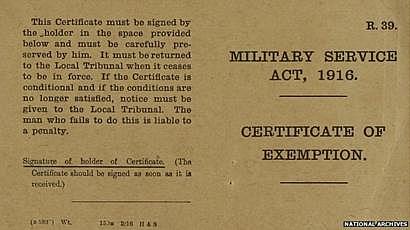 This Certificate must be signed by
the holder in the space provided
below and must be carefully pre-
served by him. It must be returned
to the Local Tribunal when it ceases
to be in force. If the Certificate is
conditional and if the conditions are
no longer satisfied, notice must be
given to the Local Tribunal. The
man who fails to do this is liable to
a penalty.
Signature of holder of Certificate. (The
Certificate should be signed as soon as it is
received.)
Wt. 2/16 H & S
R. 39.
MILITARY SERVICE
ACT, 1916.
CERTIFICATE OF
EXEMPTION.
NATIONAL ARCHIVES